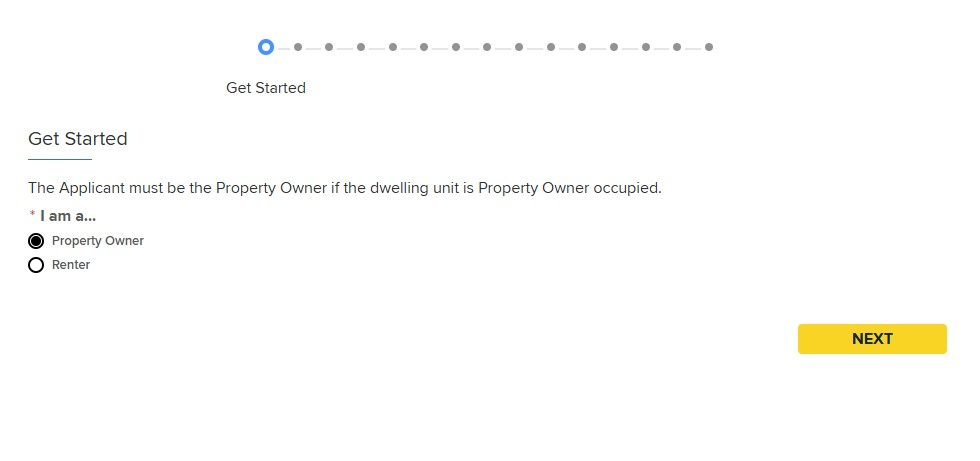 Get Started
Get Started
The Applicant must be the Property Owner if the dwelling unit is Property Owner occupied.
* I am a...
Property Owner
Renter
NEXT